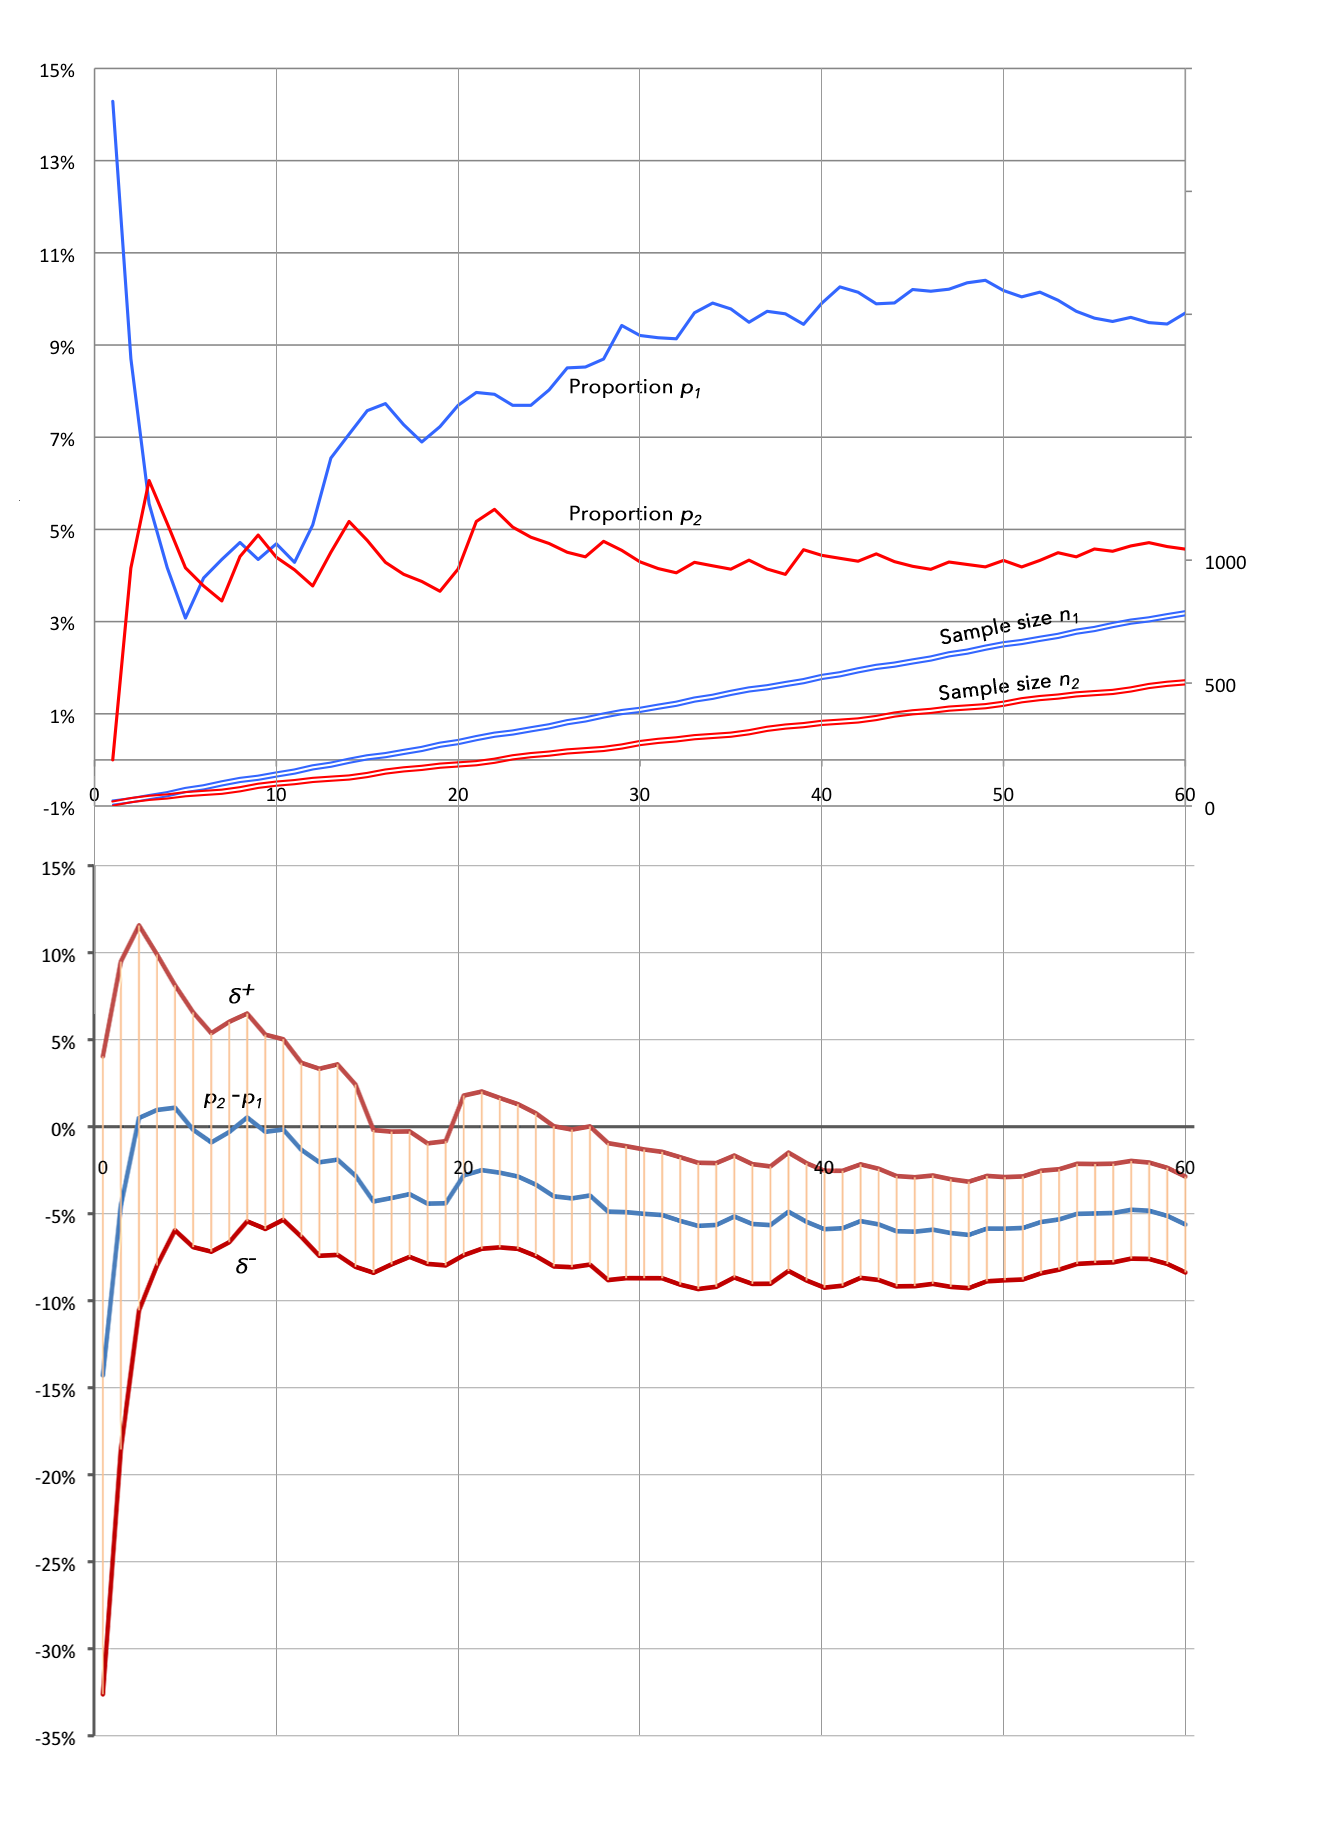 15%
13%
11%
9%
Proportion p1
7%
Proportion p2
5%
1000
3%
Sample size n1
Sample size n2
500
1%
0 10 20 30 40 50 60
-1% 0
15%
10%
δ+
5%
p2 -p1
0%
0 20 40 60
-5%
δ-
-10%
-15%
-20%
-25%
-30%
-35%